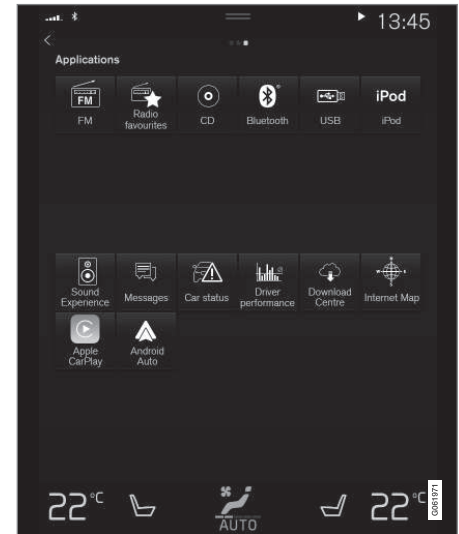 13:45
Applications
FM
iPod
FM
Radio
favourites
CD
Bluetooth
USB
iPod
Sound
Experience
Messages
Car status
Driver
performance
Download
Centre
Internet Map
Apple
CarPlay
Android
Auto
22°C
AUTO
22°C
G061971